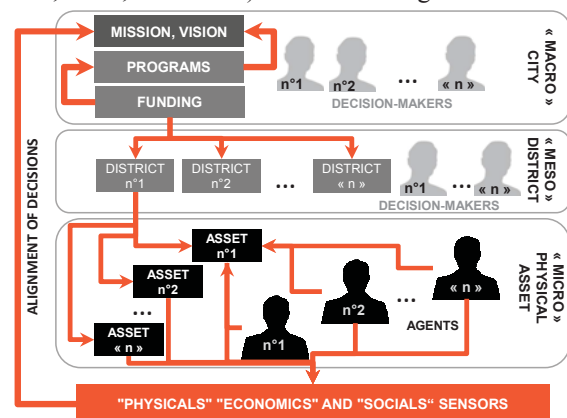 MISSION, VISION
PROGRAMS
FUNDING
n°1
n°2
...
« n »
DECISION-MAKERS
« MACRO »
CITY
DISTRICT
n°1
DISTRICT
n°2
...
DISTRICT
« n »
n°1
...
« n »
DECISION-MAKERS
« MESO »
DISTRICT
ALIGNMENT OF DECISIONS
ASSET
n°1
ASSET
n°2
...
ASSET
« n »
n°1
n°2
...
« n »
AGENTS
« MICRO »
PHYSICAL
ASSET
"PHYSICALS" "ECONOMICS" AND "SOCIALS“ SENSORS